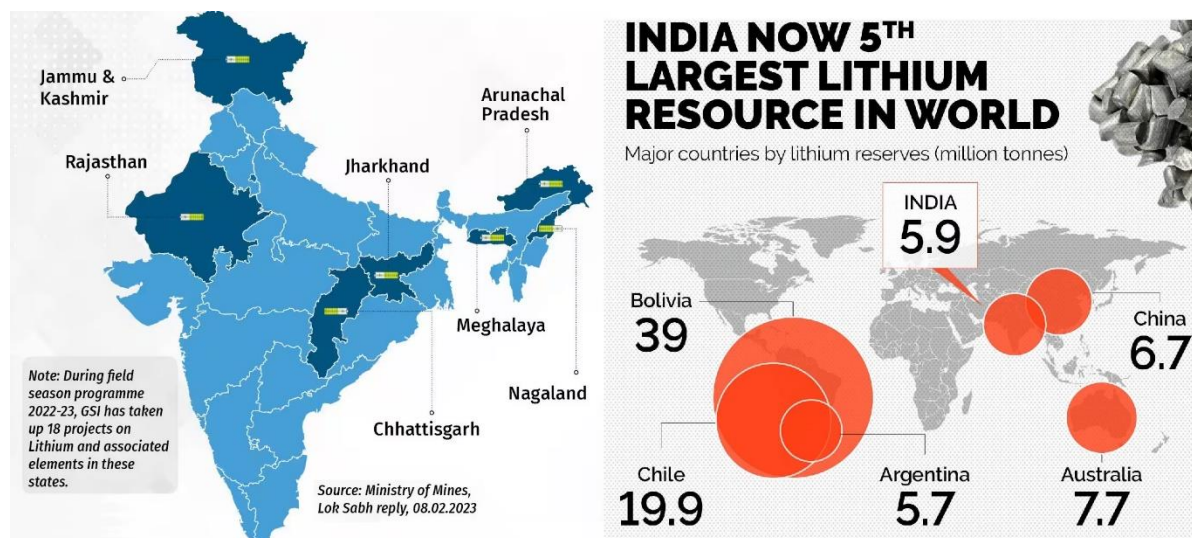 Jammu &
Kashmir
Arunachal
Pradesh
Rajasthan
Jharkhand
Meghalaya
Nagaland
Chhattisgarh
Note: During field
season programme
2022-23, GSI has taken
up 18 projects on
Lithium and associated
elements in these
states.
Source: Ministry of Mines,
Lok Sabh reply, 08.02.2023
INDIA NOW 5TH
LARGEST LITHIUM
RESOURCE IN WORLD
Major countries by lithium reserves (million tonnes)
INDIA
5.9
Bolivia
39
China
6.7
Chile
19.9
Argentina
5.7
Australia
7.7